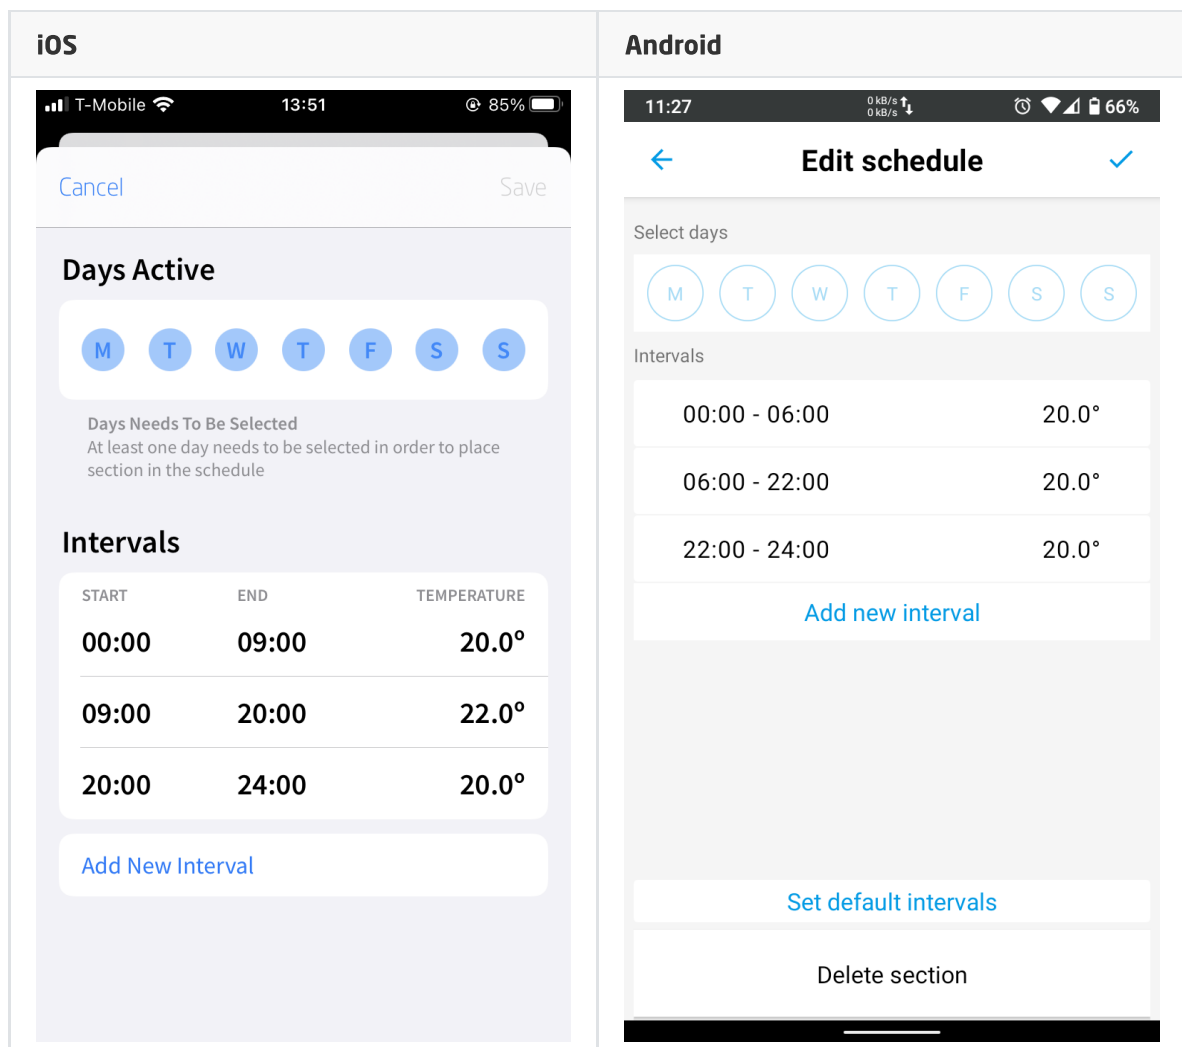 iOS
T-Mobile 13:51 85%
Cancel Save
Days Active
M T W T F S S
Days Needs To Be Selected
At least one day needs to be selected in order to place
section in the schedule
Intervals
START END TEMPERATURE
00:00 09:00 20.0º
09:00 20:00 22.0º
20:00 24:00 20.0º
Add New Interval
Android
11:27 0 kB/s 66%
0 kB/s
Edit schedule
Select days
M T W T F S S
Intervals
00:00 - 06:00 20.0°
06:00 - 22:00 20.0°
22:00 - 24:00 20.0°
Add new interval
Set default intervals
Delete section